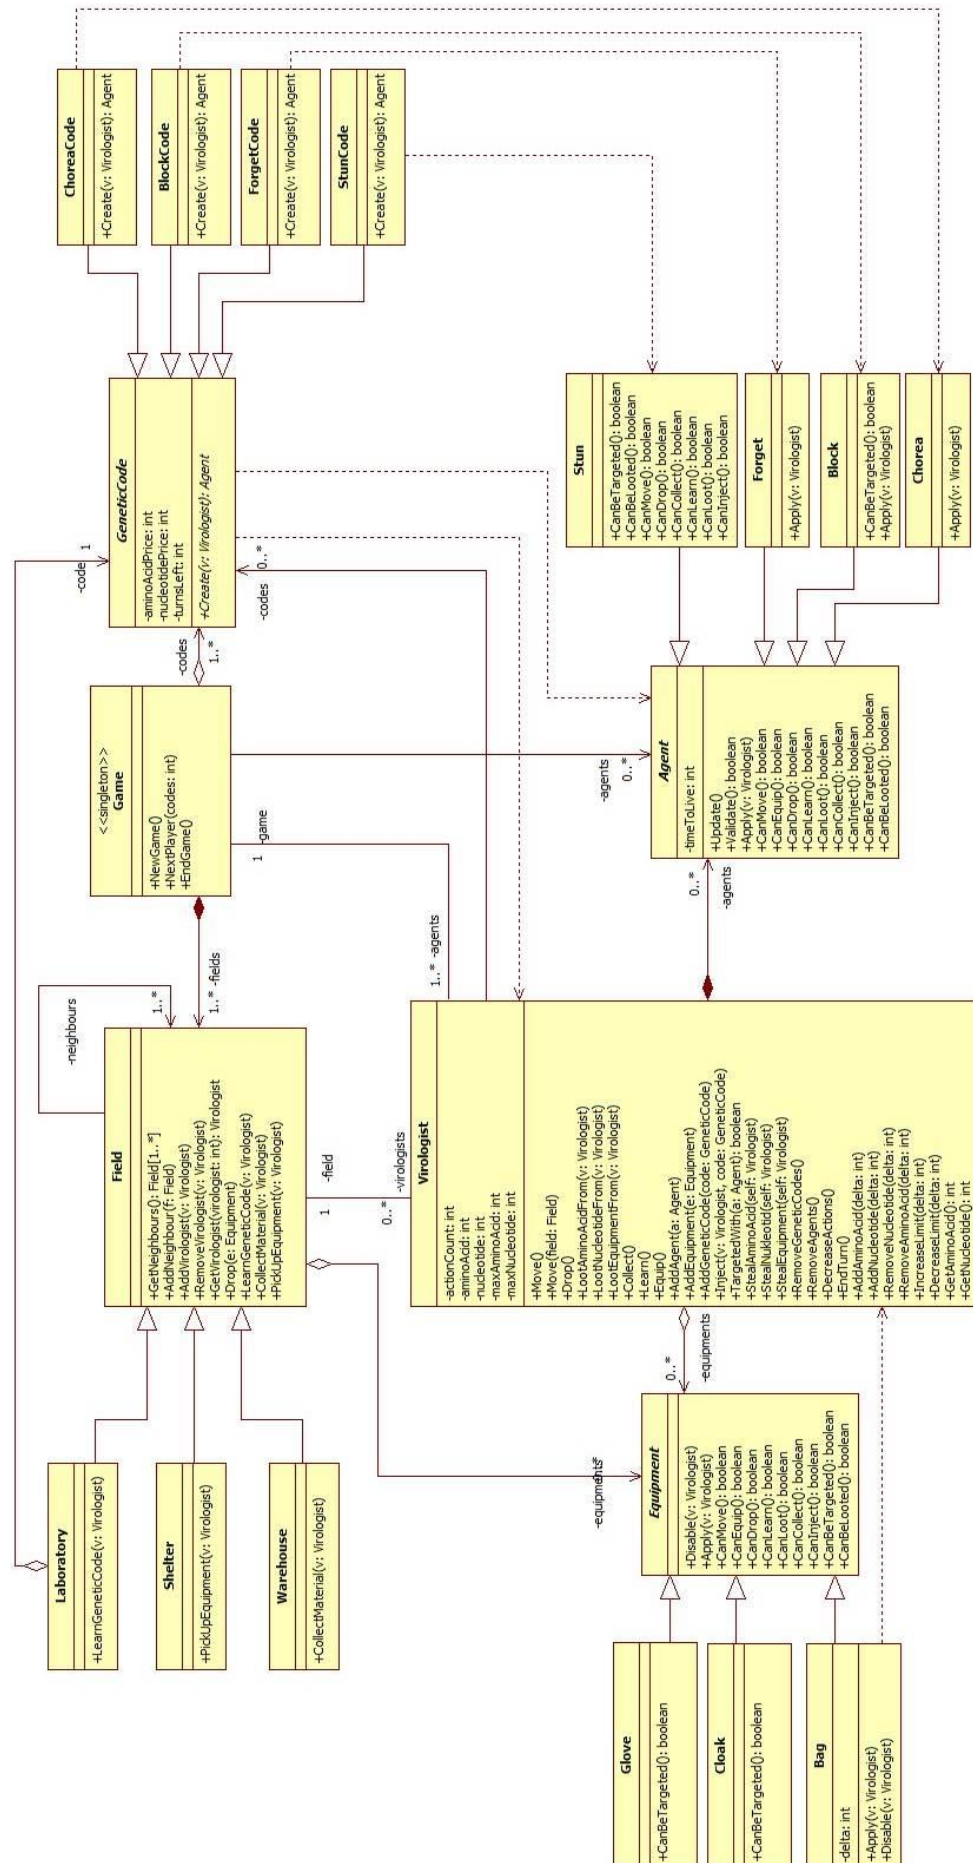 ChoreaCode
+Create(v: Virologist): Agent
BlockCode
+Create(v: Virologist): Agent
ForgetCode
+Create(v: Virologist): Agent
StunCode
+Create(v: Virologist): Agent
-code
1
GeneticCode
-aminoAcidPrice: int
-nucleotidePrice: int
-turnsLeft: int
+Create(v: Virologist): Agent
-codes
1..*
0..*
-codes
<<singleton>>
Game
+NewGame()
+NextPlayer(codes: int)
+EndGame()
1
-game
-agents
0..*
1..*
-fields
1..*
-agents
Stun
+CanBeTargeted(): boolean
+CanBeLooted(): boolean
+CanMove(): boolean
+CanDrop(): boolean
+CanCollect(): boolean
+CanLearn(): boolean
+CanLoot(): boolean
+CanInject(): boolean
Forget
+Apply(v: Virologist)
Block
+CanBeTargeted(): boolean
+Apply(v: Virologist)
Chorea
+Apply(v: Virologist)
Agent
-timeToLive: int
+Update()
+Validate(): boolean
+Apply(v: Virologist)
+CanMove(): boolean
+CanEquip(): boolean
+CanDrop(): boolean
+CanLearn(): boolean
+CanLoot(): boolean
+CanCollect(): boolean
+CanInject(): boolean
+CanBeTargeted(): boolean
+CanBeLooted(): boolean
0..*
-agents
-neighbours
1..*
Field
+GetNeighbours(): Field[1..*]
+AddNeighbour(f: Field)
+AddVirologist(v: Virologist)
+RemoveVirologist(v: Virologist)
+GetVirologist(virologist: int): Virologist
+Drop(e: Equipment)
+LearnGeneticCode(v: Virologist)
+CollectMaterial(v: Virologist)
+PickUpEquipment(v: Virologist)
-field
1
-virologists
0..*
Virologist
-actionCount: int
-aminoAcid: int
-nucleotide: int
-maxAminoAcid: int
-maxNucleotide: int
+Move()
+Move(field: Field)
+Drop()
+LootAminoAcidFrom(v: Virologist)
+LootNucleotideFrom(v: Virologist)
+LootEquipmentFrom(v: Virologist)
+Collect()
+Learn()
+Equip()
+AddAgent(a: Agent)
+AddEquipment(e: Equipment)
+AddGeneticCode(code: GeneticCode)
+Inject(v: Virologist, code: GeneticCode)
+TargetedWith(a: Agent): boolean
+StealAminoAcid(self: Virologist)
+StealNukleotid(self: Virologist)
+StealEquipment(self: Virologist)
+RemoveGeneticCodes()
+RemoveAgents()
+DecreaseActions()
+EndTurn()
+AddAminoAcid(delta: int)
+AddNucleotide(delta: int)
+RemoveNucleotide(delta: int)
+RemoveAminoAcid(delta: int)
+IncreaseLimit(delta: int)
+DecreaseLimit(delta: int)
+GetAminoAcid(): int
+GetNucleotide(): int
0..*
-equipments
Laboratory
+LearnGeneticCode(v: Virologist)
Shelter
+PickUpEquipment(v: Virologist)
Warehouse
+CollectMaterial(v: Virologist)
-equipments
Equipment
+Disable(v: Virologist)
+Apply(v: Virologist)
+CanMove(): boolean
+CanEquip(): boolean
+CanDrop(): boolean
+CanLearn(): boolean
+CanLoot(): boolean
+CanCollect(): boolean
+CanInject(): boolean
+CanBeTargeted(): boolean
+CanBeLooted(): boolean
Glove
+CanBeTargeted(): boolean
Cloak
+CanBeTargeted(): boolean
Bag
-delta: int
+Apply(v: Virologist)
+Disable(v: Virologist)